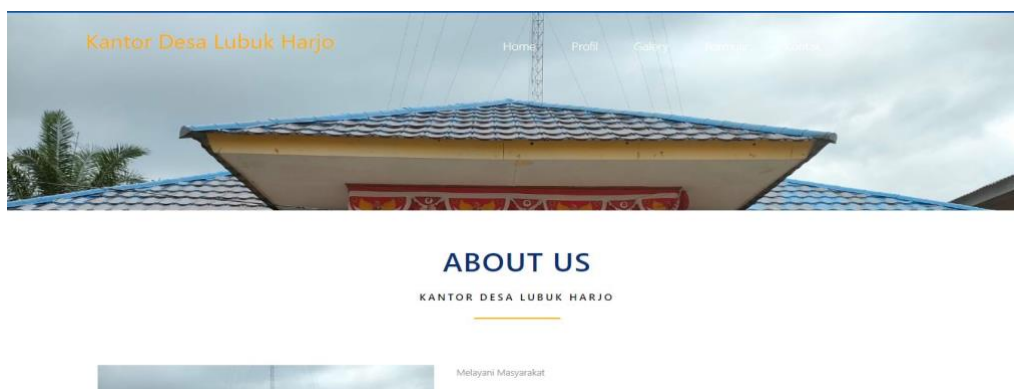 Kantor Desa Lubuk Harjo
Home Profil Galery
ABOUT US
KANTOR DESA LUBUK HARJO
Melayani Masyarakat